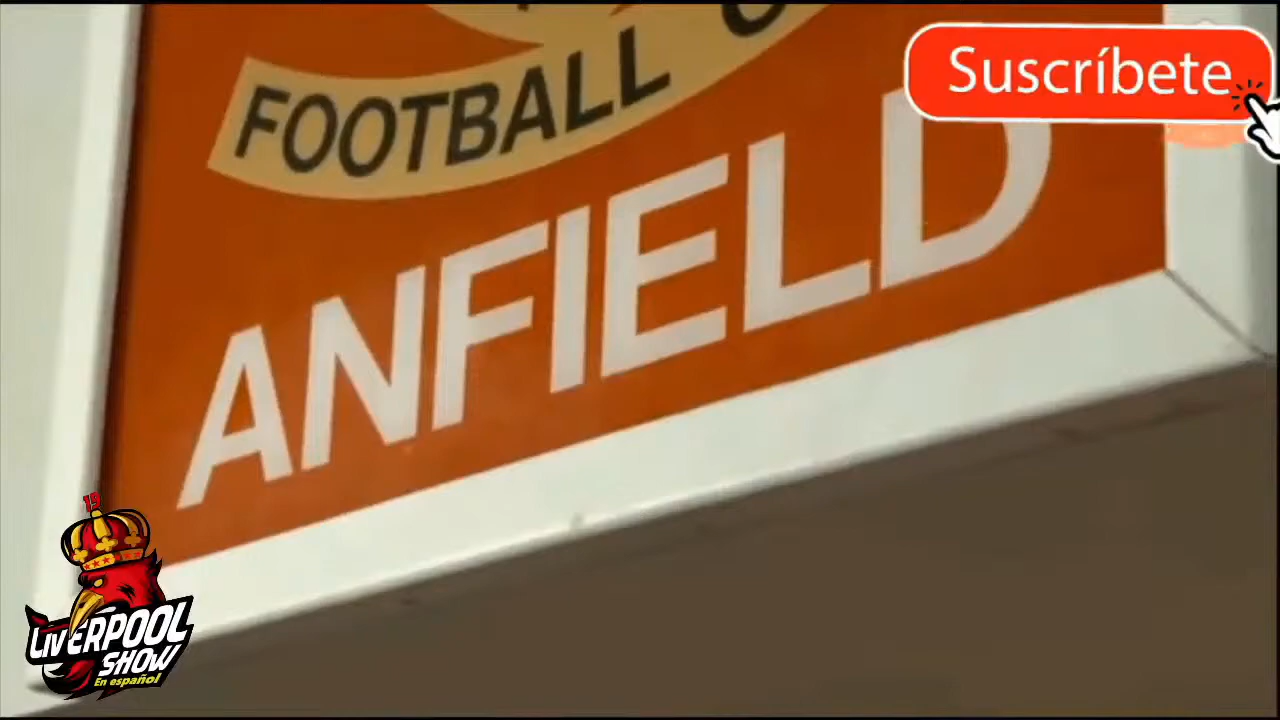 FOOTBALL
Suscríbete
ANFIELD
19
LIVERPOOL
SHOW
En español